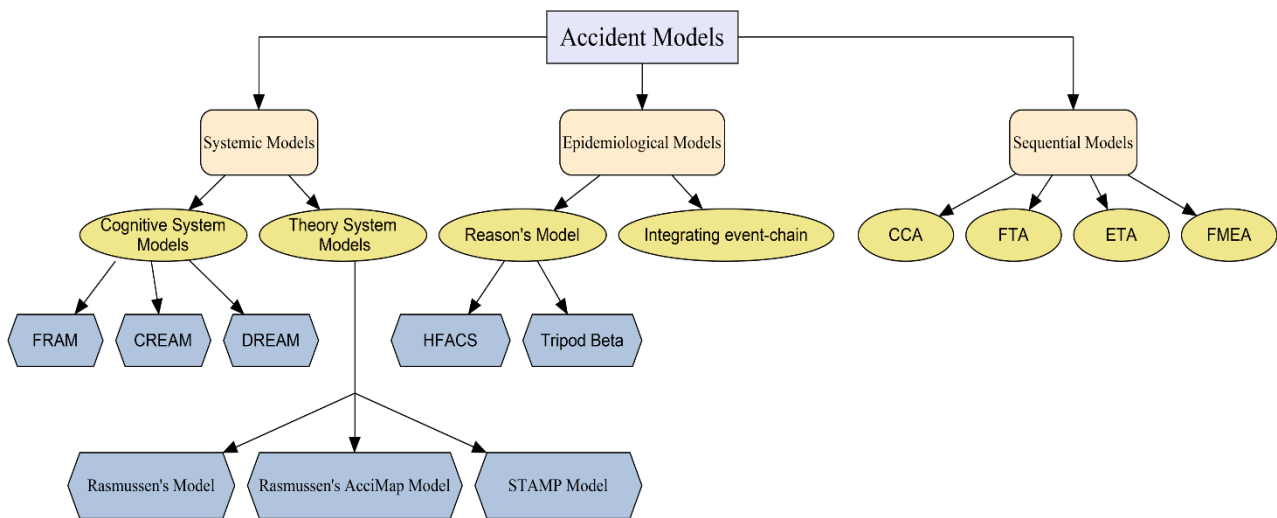 Accident Models
Systemic Models
Epidemiological Models
Sequential Models
Cognitive System
Models
Theory System
Models
Reason's Model
Integrating event-chain
CCA
FTA
ETA
FMEA
FRAM
CREAM
DREAM
HFACS
Tripod Beta
Rasmussen's Model
Rasmussen's AcciMap Model
STAMP Model